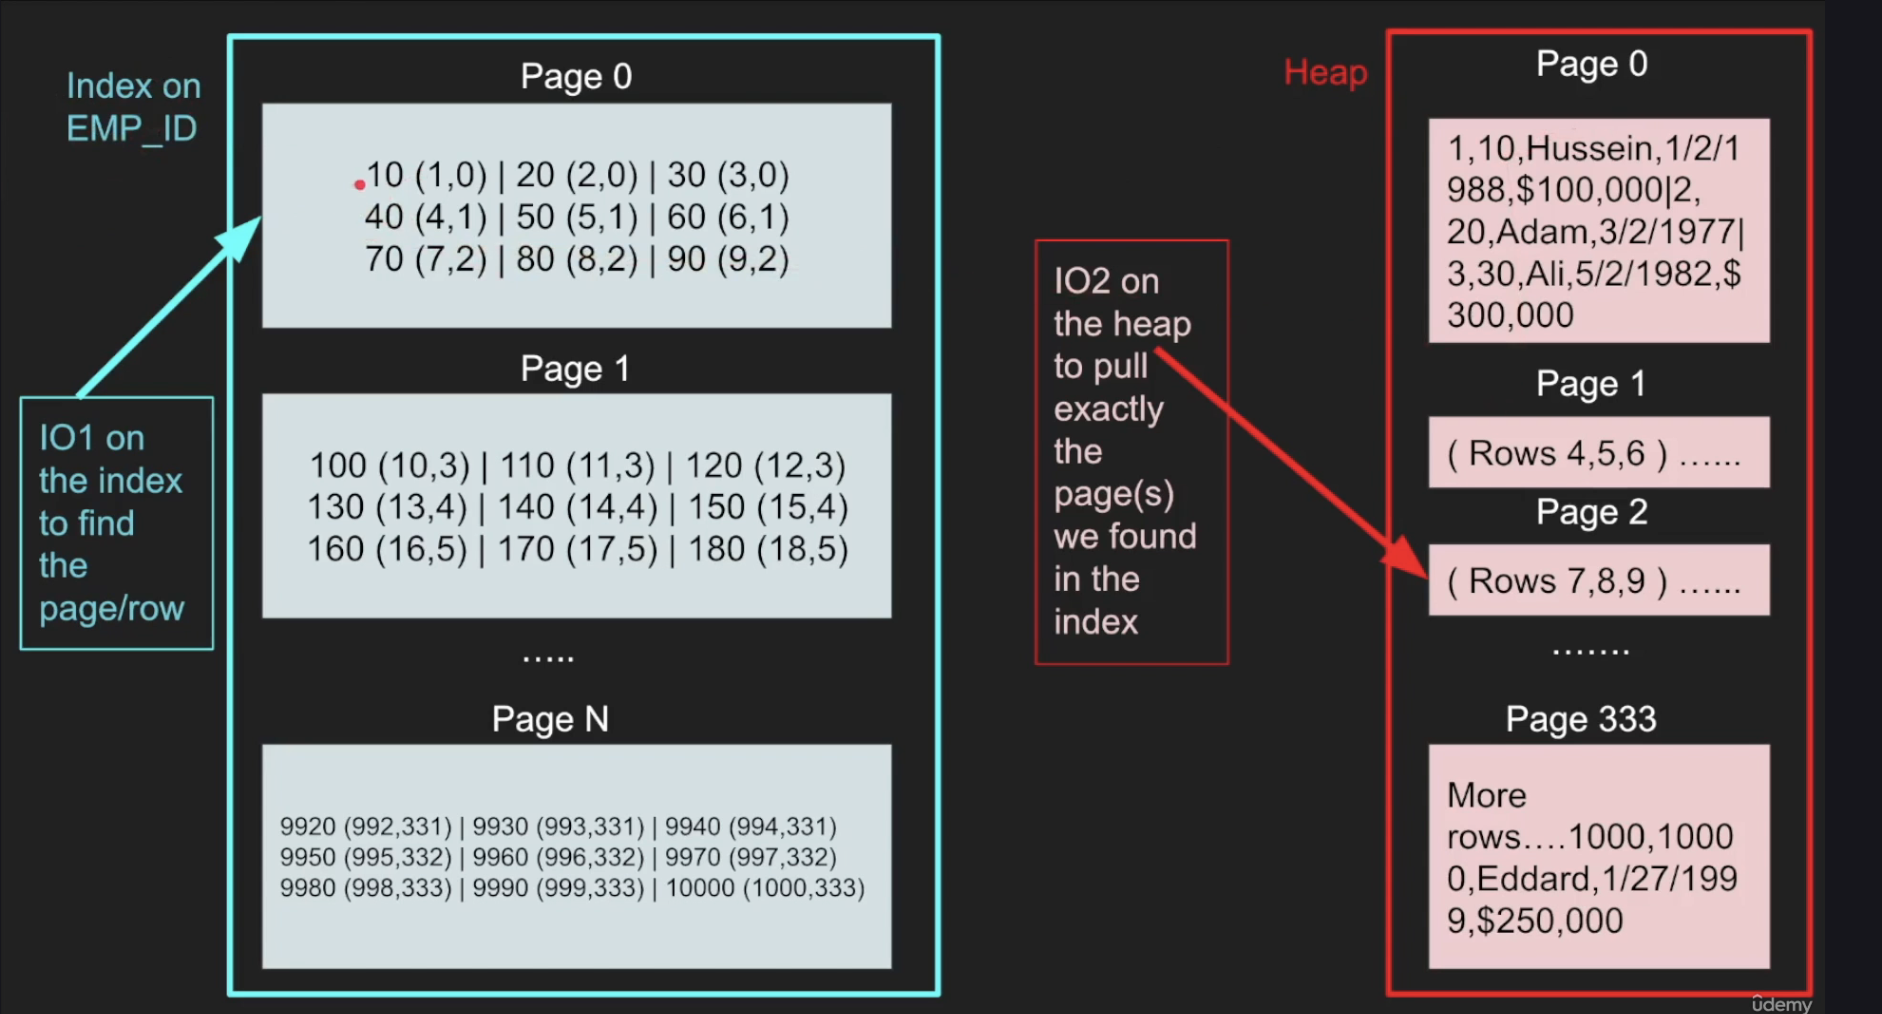 Index on
EMP_ID
Page 0
10 (1,0) | 20 (2,0) | 30 (3,0)
40 (4,1) | 50 (5,1) | 60 (6,1)
70 (7,2) | 80 (8,2) | 90 (9,2)
Page 1
100 (10,3) | 110 (11,3) | 120 (12,3)
130 (13,4) | 140 (14,4) | 150 (15,4)
160 (16,5) | 170 (17,5) | 180 (18,5)
.....
Page N
9920 (992,331) | 9930 (993,331) | 9940 (994,331)
9950 (995,332) | 9960 (996,332) | 9970 (997,332)
9980 (998,333) | 9990 (999,333) | 10000 (1000,333)
IO1 on
the index
to find
the
page/row
IO2 on
the heap
to pull
exactly
the
page(s)
we found
in the
index
Heap
Page 0
1,10,Hussein,1/2/1
988,$100,000|2,
20,Adam,3/2/1977|
3,30,Ali,5/2/1982,$
300,000
Page 1
( Rows 4,5,6 ) ......
Page 2
( Rows 7,8,9 ) ......
.......
Page 333
More
rows....1000,1000
0,Eddard,1/27/199
9,$250,000
ûdemy